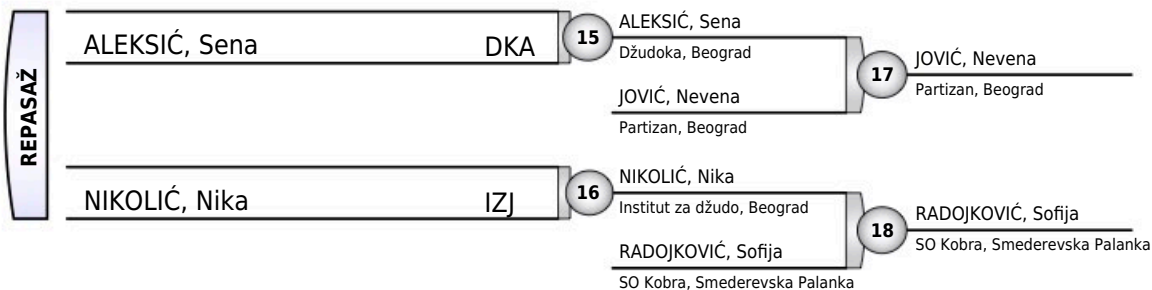 REPASAŽ
ALEKSIĆ, Sena DKA
15
ALEKSIĆ, Sena
Džudoka, Beograd
JOVIĆ, Nevena
Partizan, Beograd
17
JOVIĆ, Nevena
Partizan, Beograd
NIKOLIĆ, Nika IZJ
16
NIKOLIĆ, Nika
Institut za džudo, Beograd
RADOJKOVIĆ, Sofija
SO Kobra, Smederevska Palanka
18
RADOJKOVIĆ, Sofija
SO Kobra, Smederevska Palanka